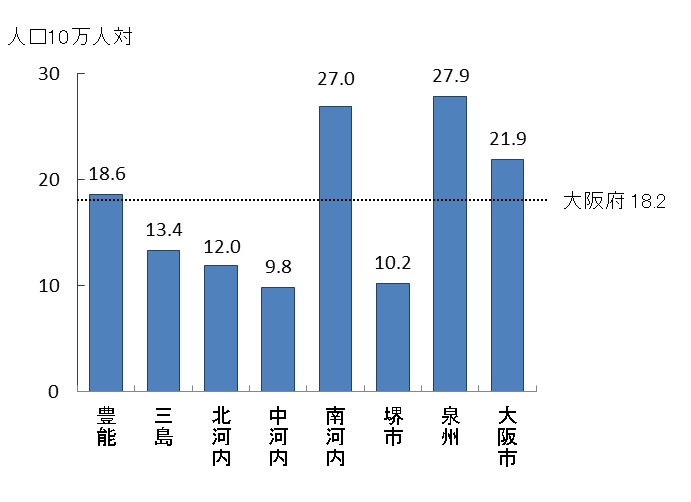 人口10万人対
30
20
10
0
18.6
13.4
12.0
9.8
27.0
10.2
27.9
21.9
大阪府 18.2
豊能
三島
北河内
中河内
南河内
堺市
泉州
大阪市